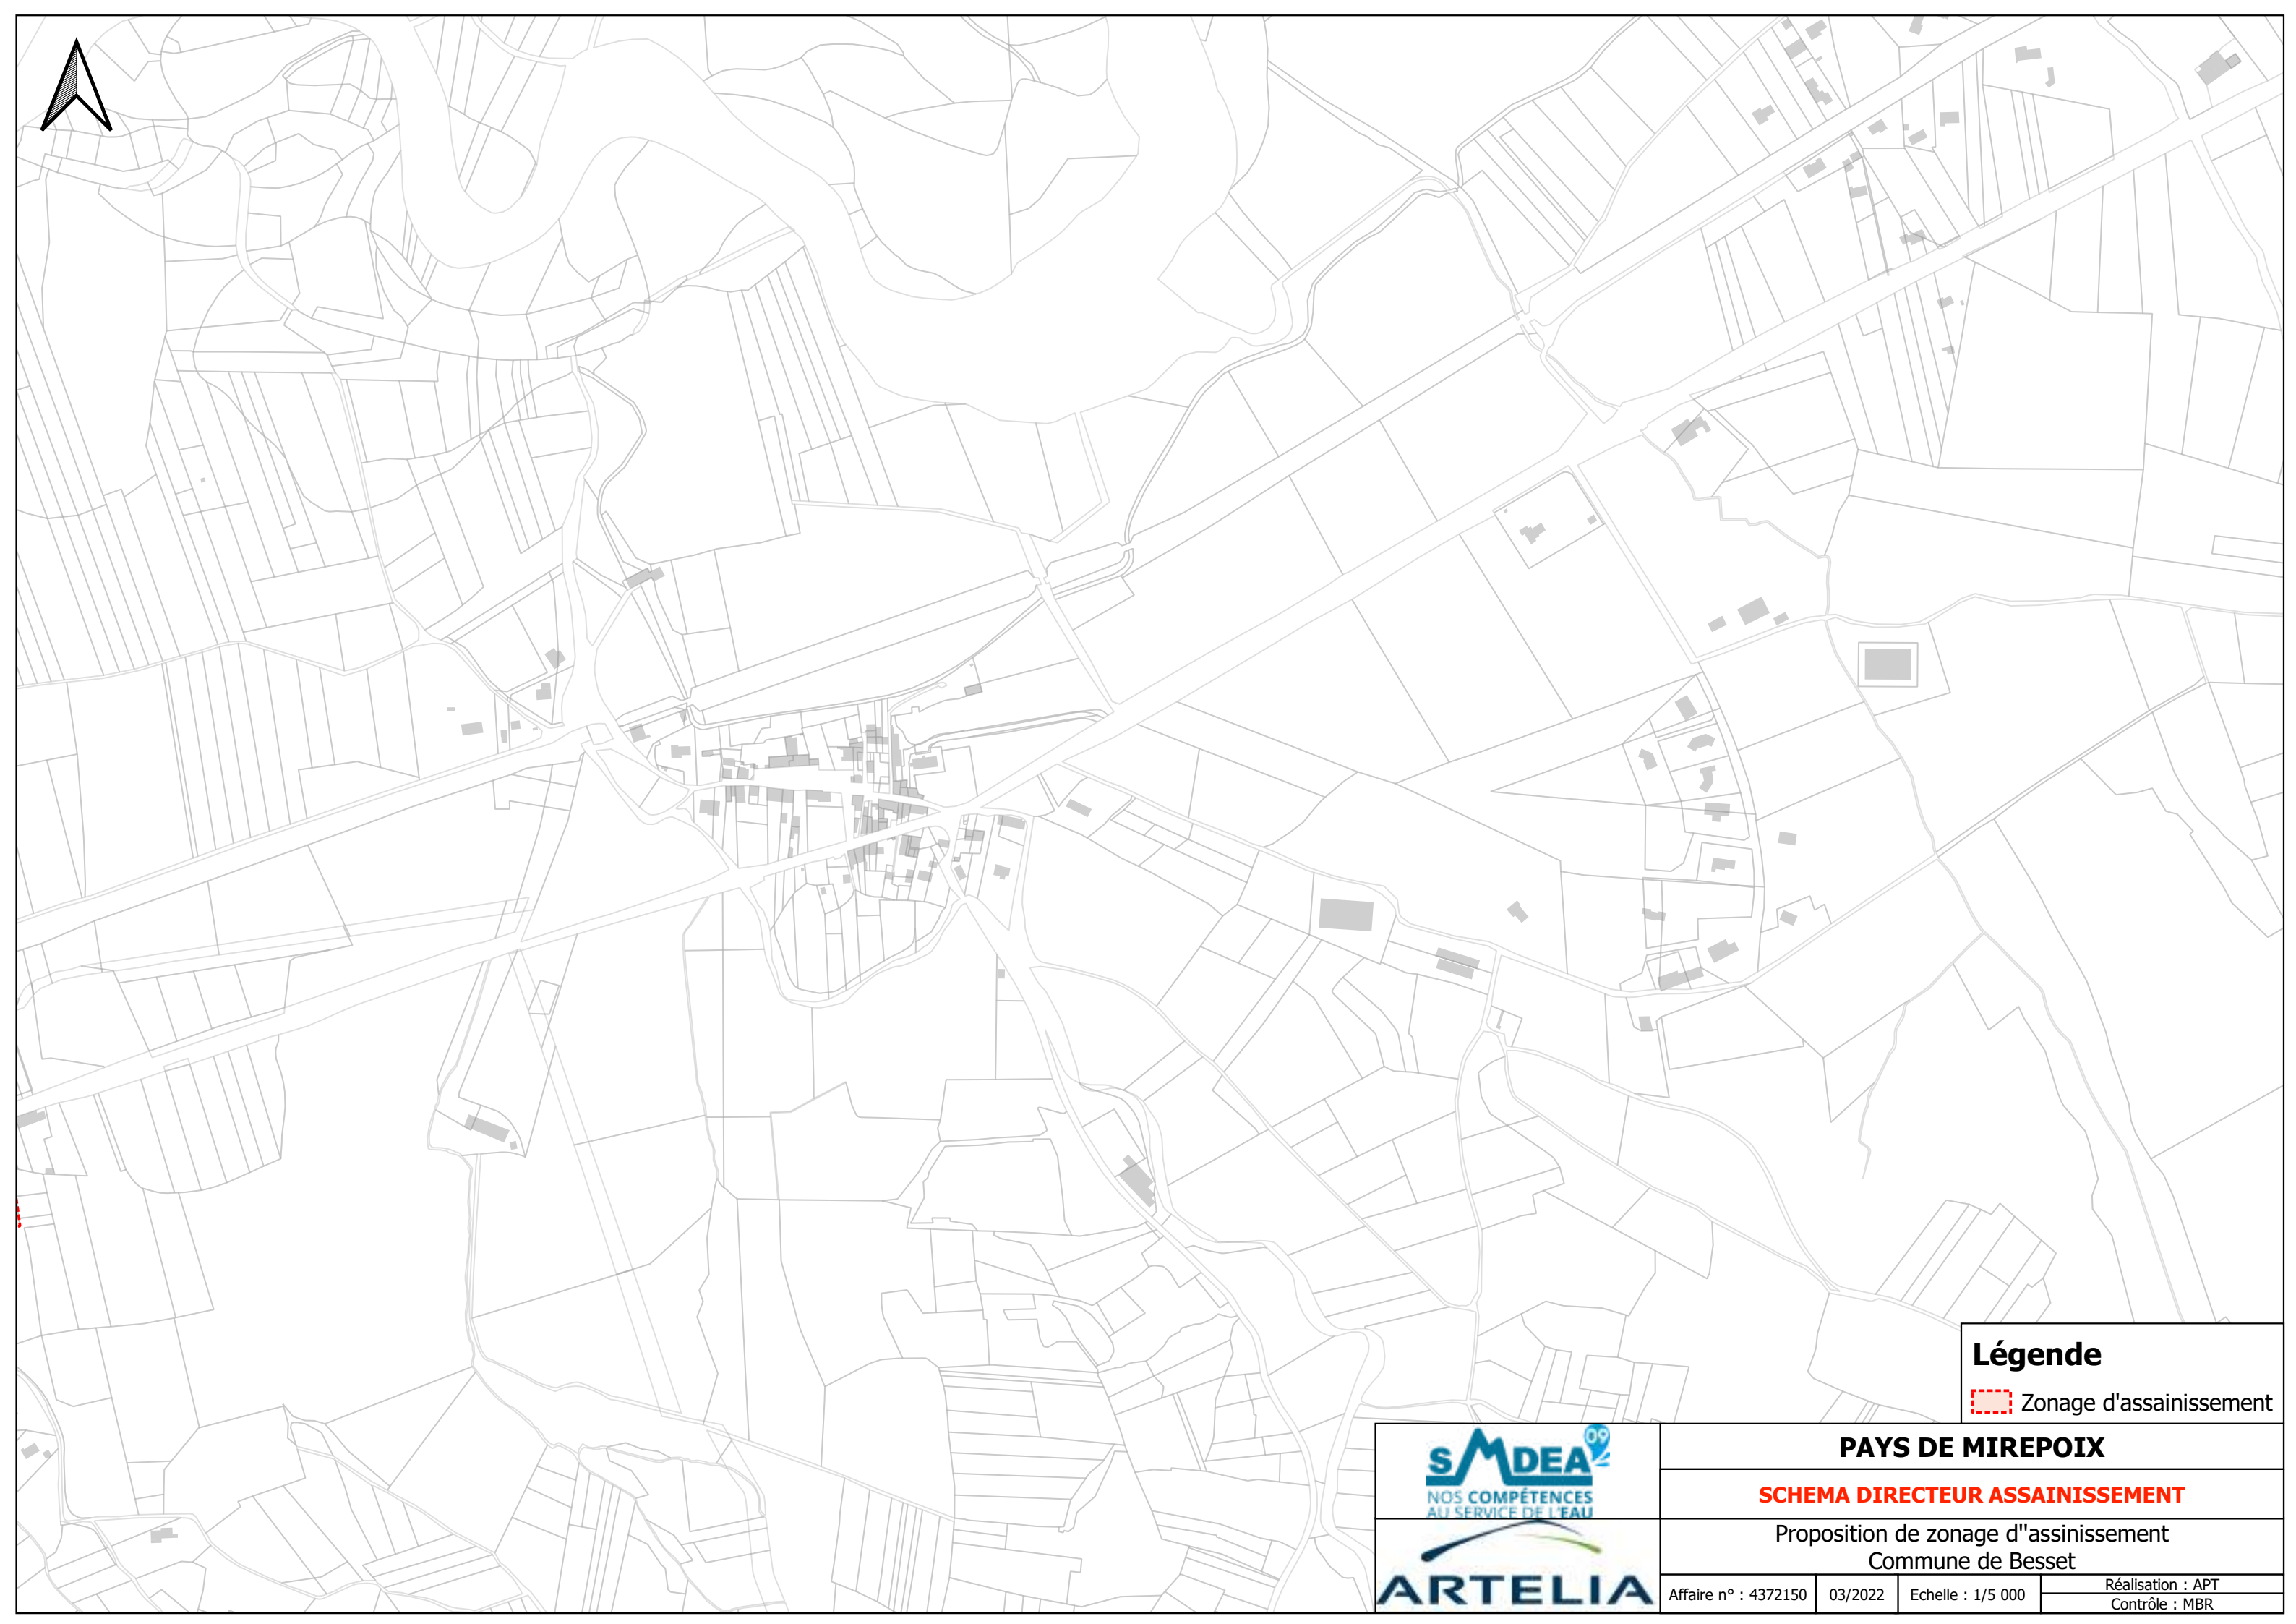 Légende
Zonage d'assainissement
SMDEA 09
NOS COMPÉTENCES
AU SERVICE DE L'EAU
ARTELIA
PAYS DE MIREPOIX
SCHEMA DIRECTEUR ASSAINISSEMENT
Proposition de zonage d''assinissement
Commune de Besset
Affaire n° : 4372150
03/2022
Echelle : 1/5 000
Réalisation : APT
Contrôle : MBR